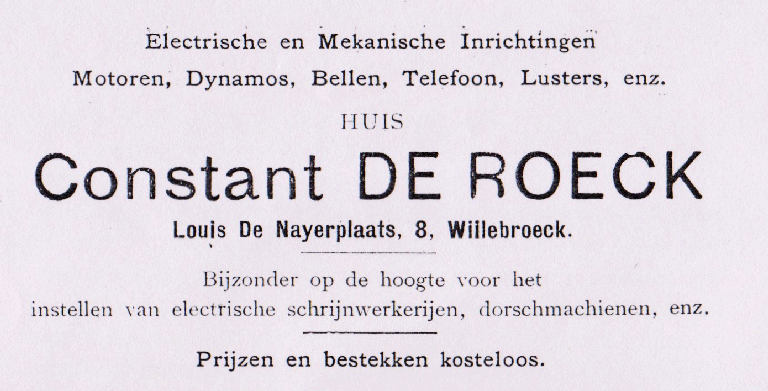 Electrische en Mekanische Inrichtingen
Motoren, Dynamos, Bellen, Telefoon, Lusters, enz.
HUIS
Constant DE ROECK
Louis De Nayerplaats, 8, Willebroeck.
Bijzonder op de hoogte voor het
instellen van electrische schrijnwerkerijen, dorschmachienen, enz.
Prijzen en bestekken kosteloos.